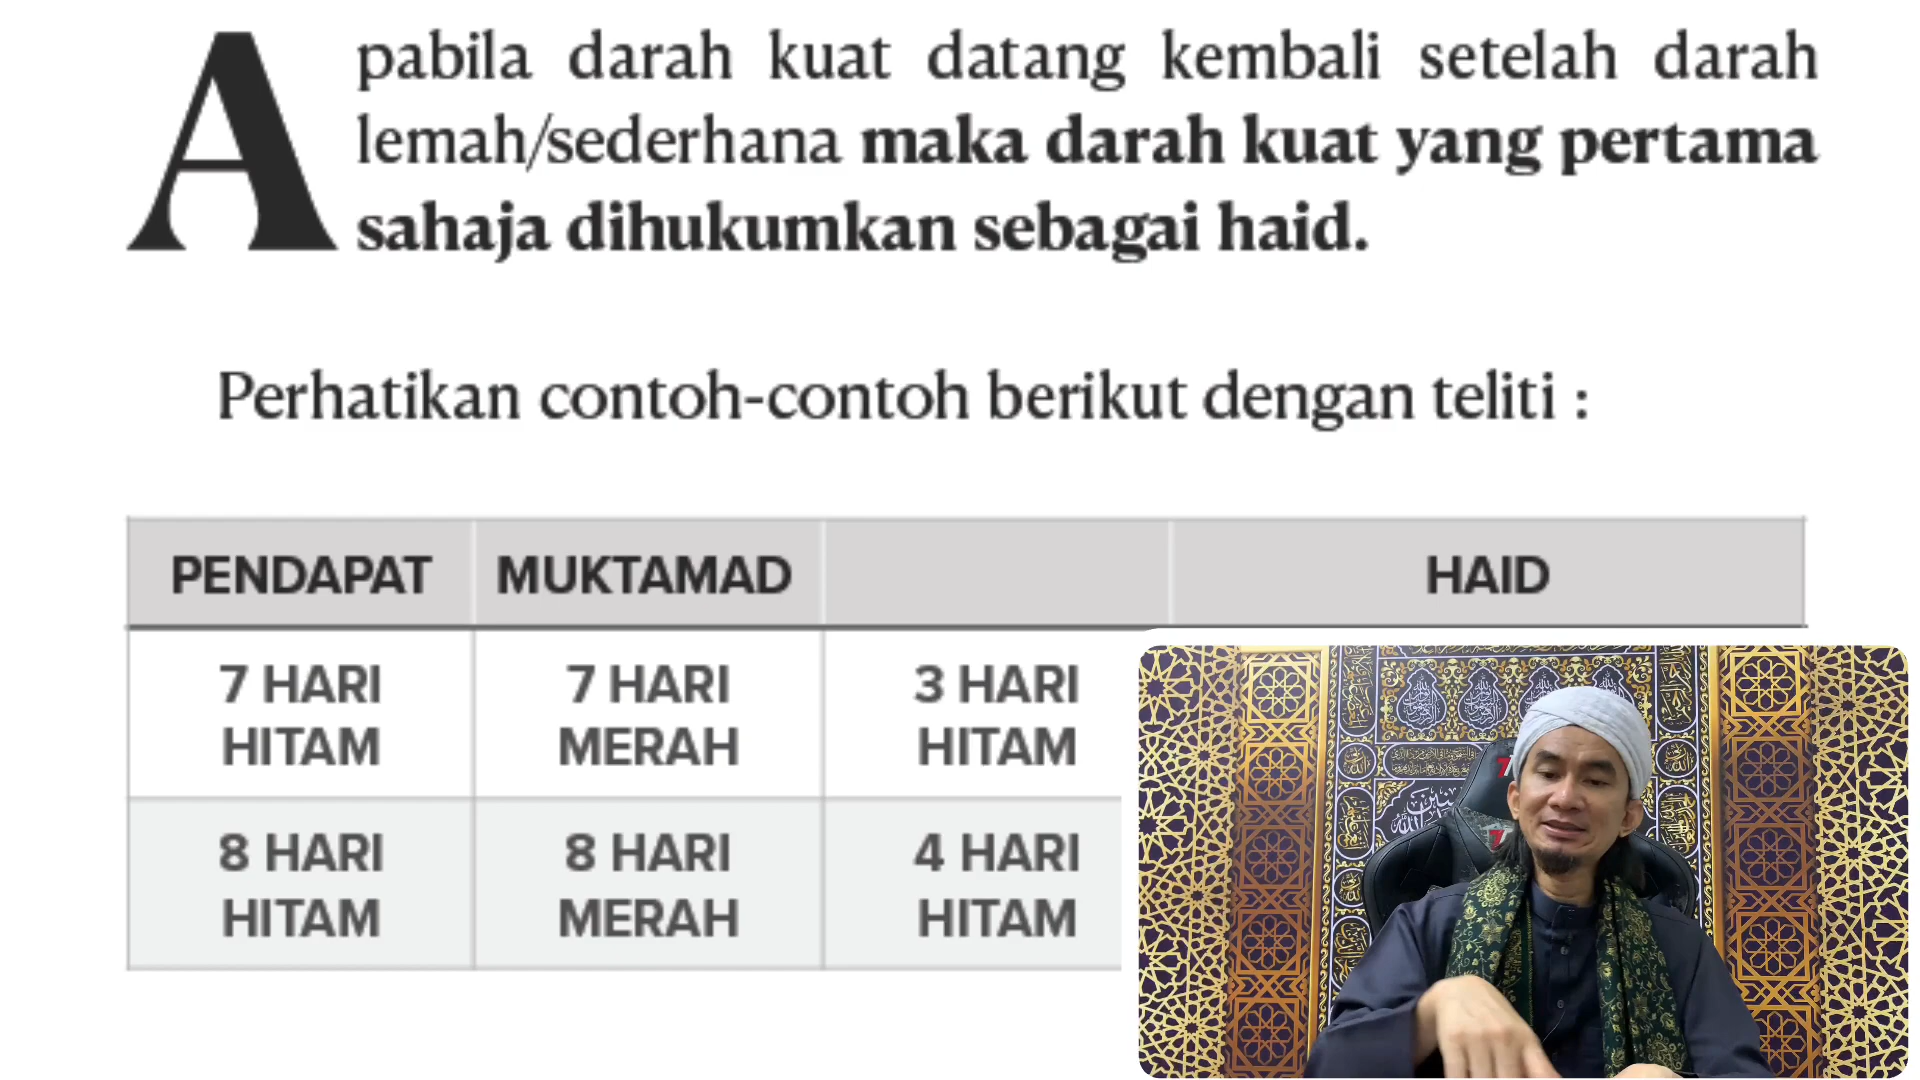 Apabila darah kuat datang kembali setelah darah
lemah/sederhana maka darah kuat yang pertama
sahaja dihukumkan sebagai haid.
Perhatikan contoh-contoh berikut dengan teliti :
PENDAPAT MUKTAMAD HAID
7 HARI HITAM 7 HARI MERAH 3 HARI HITAM
8 HARI HITAM 8 HARI MERAH 4 HARI HITAM